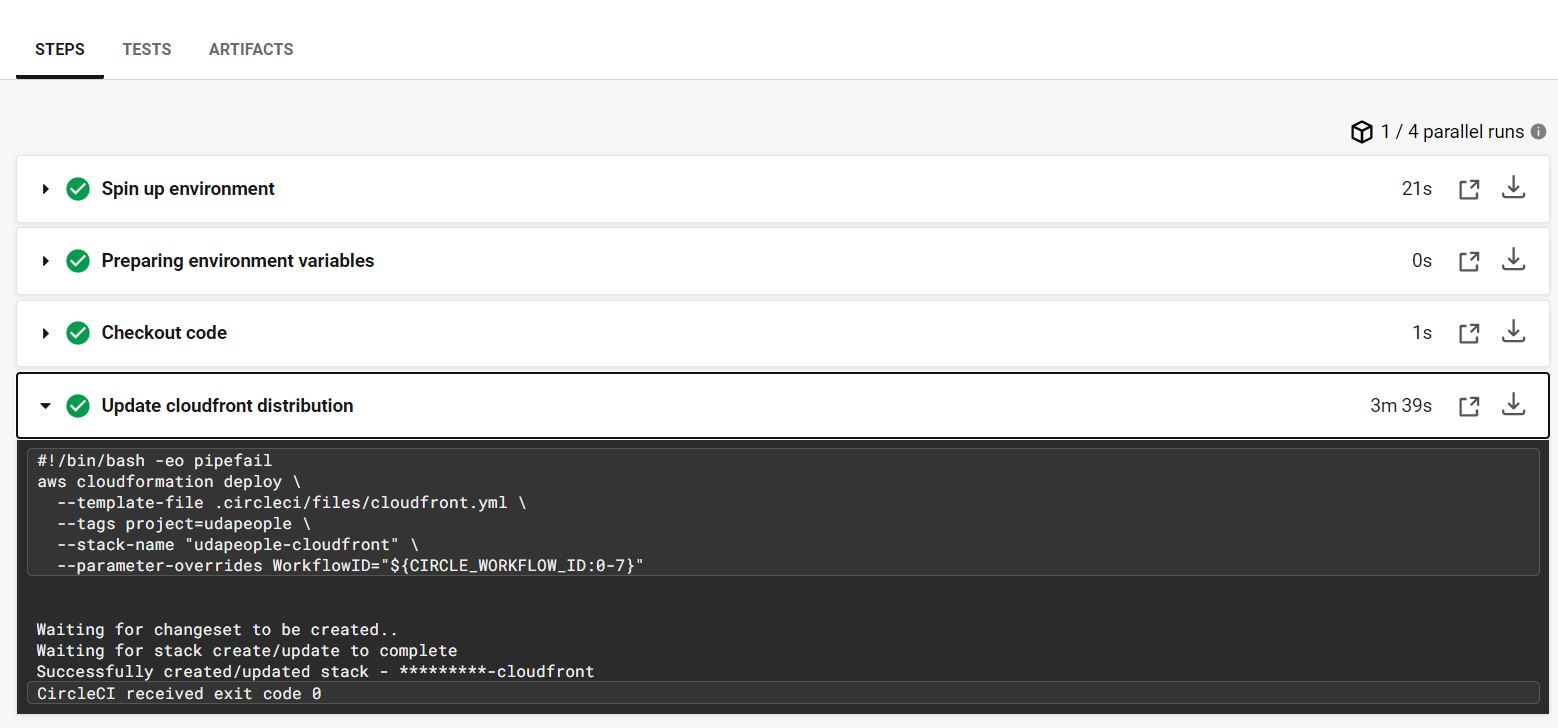 STEPS TESTS ARTIFACTS
1 / 4 parallel runs
Spin up environment 21s
Preparing environment variables 0s
Checkout code 1s
Update cloudfront distribution 3m 39s
#!/bin/bash -eo pipefail
aws cloudformation deploy \
  --template-file .circleci/files/cloudfront.yml \
  --tags project=udapeople \
  --stack-name "udapeople-cloudfront" \
  --parameter-overrides WorkflowID="${CIRCLE_WORKFLOW_ID:0-7}"
Waiting for changeset to be created..
Waiting for stack create/update to complete
Successfully created/updated stack - *********-cloudfront
CircleCI received exit code 0